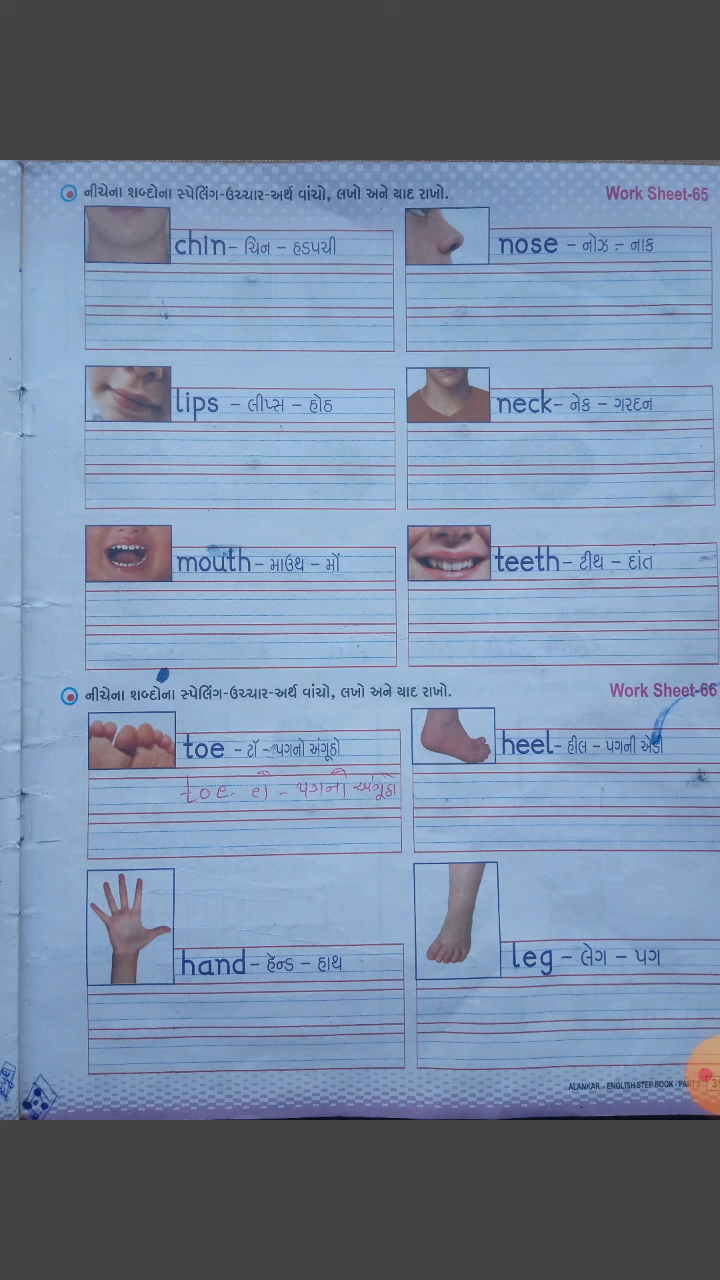 નીચેના શબ્દોના સ્પેલિંગ-ઉચ્ચાર-અર્થ વાંચો, લખો અને યાદ રાખો.
Work Sheet-65
chin - ચિન - હડપચી
nose - નોઝ - નાક
lips - લીપ્સ - હોઠ
neck - નેક - ગરદન
mouth - માઉથ - મોં
teeth - ટીથ - દાંત
નીચેના શબ્દોના સ્પેલિંગ-ઉચ્ચાર-અર્થ વાંચો, લખો અને યાદ રાખો.
Work Sheet-66
toe - ટૉ - પગનો અંગૂઠો
heel - હીલ - પગની એડી
toe - ટૌ - પગનૌ અંગૂઠો
hand - હેન્ડ - હાથ
leg - લેગ - પગ
ALANKAR - ENGLISH STEP BOOK - PART 2
eye